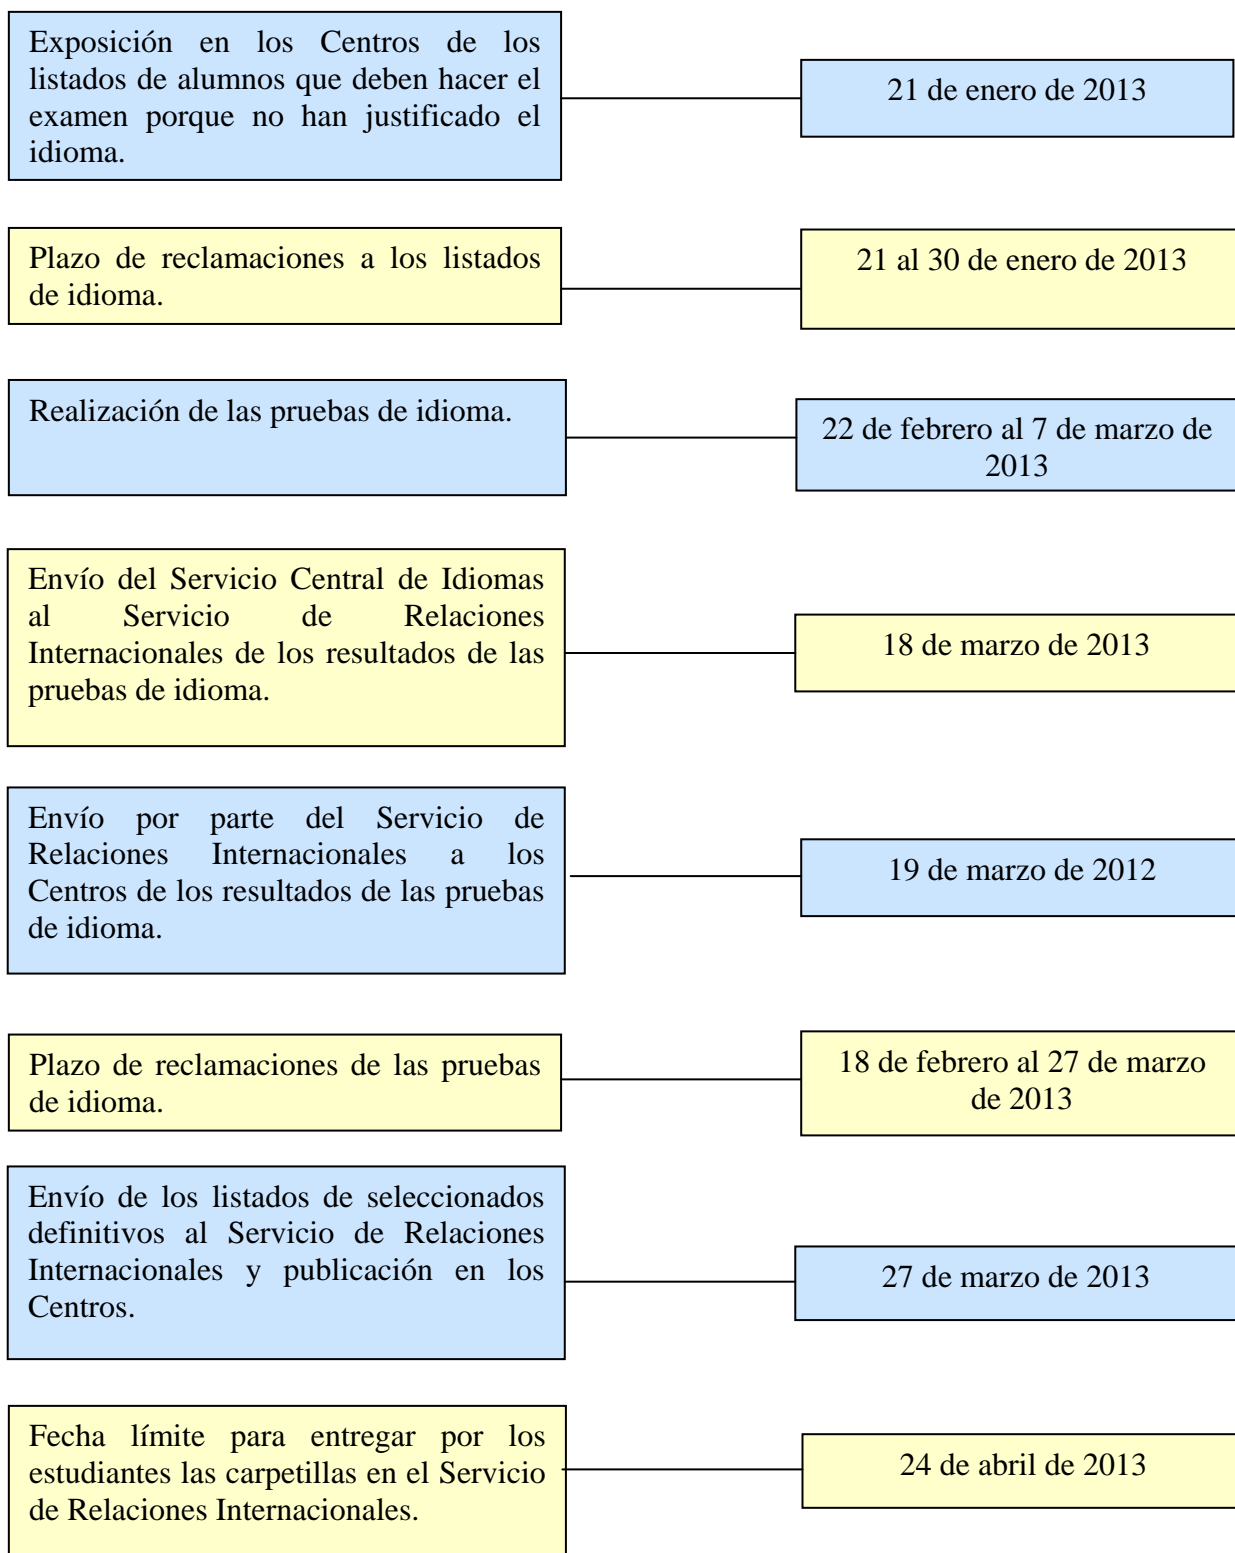 Exposición en los Centros de los
listados de alumnos que deben hacer el
examen porque no han justificado el
idioma.
21 de enero de 2013
Plazo de reclamaciones a los listados
de idioma.
21 al 30 de enero de 2013
Realización de las pruebas de idioma.
22 de febrero al 7 de marzo de
2013
Envío del Servicio Central de Idiomas
al Servicio de Relaciones
Internacionales de los resultados de las
pruebas de idioma.
18 de marzo de 2013
Envío por parte del Servicio de
Relaciones Internacionales a los
Centros de los resultados de las pruebas
de idioma.
19 de marzo de 2012
Plazo de reclamaciones de las pruebas
de idioma.
18 de febrero al 27 de marzo
de 2013
Envío de los listados de seleccionados
definitivos al Servicio de Relaciones
Internacionales y publicación en los
Centros.
27 de marzo de 2013
Fecha límite para entregar por los
estudiantes las carpetillas en el Servicio
de Relaciones Internacionales.
24 de abril de 2013